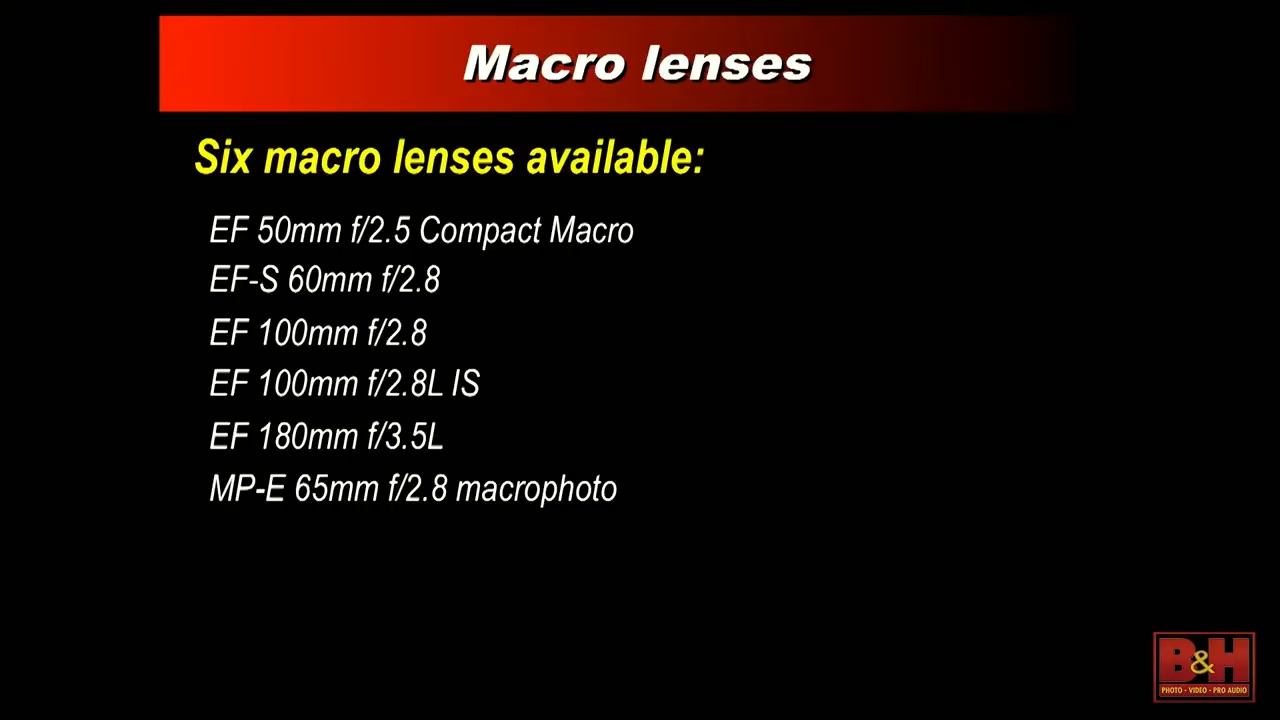 Macro lenses
Six macro lenses available:
EF 50mm f/2.5 Compact Macro
EF-S 60mm f/2.8
EF 100mm f/2.8
EF 100mm f/2.8L IS
EF 180mm f/3.5L
MP-E 65mm f/2.8 macrophoto
B&H
PHOTO - VIDEO - PRO AUDIO